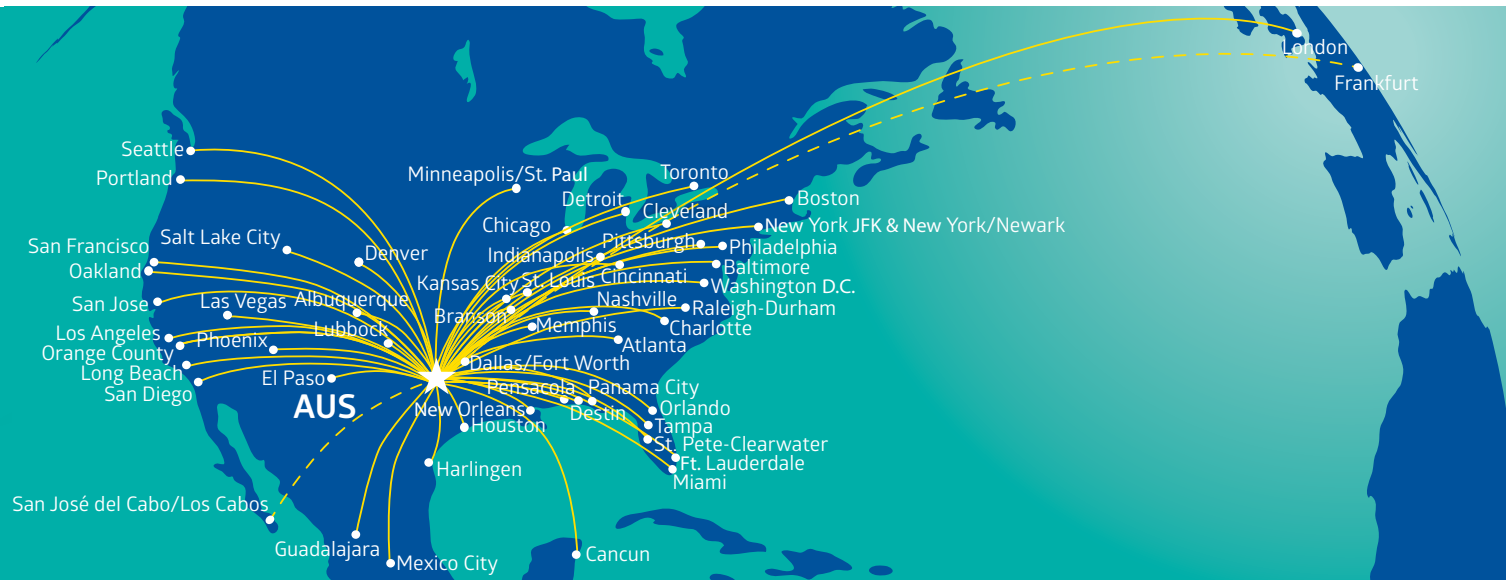 London
Frankfurt
Seattle
Portland
Minneapolis/St. Paul
Toronto
Detroit
Boston
Cleveland
Chicago
New York JFK & New York/Newark
Salt Lake City
San Francisco
Pittsburgh
Philadelphia
Denver
Indianapolis
Oakland
Baltimore
Cincinnati
Kansas City
St. Louis
Washington D.C.
San Jose
Las Vegas
Albuquerque
Nashville
Raleigh-Durham
Branson
Memphis
Charlotte
Los Angeles
Lubbock
Phoenix
Atlanta
Orange County
Dallas/Fort Worth
Long Beach
El Paso
Pensacola
Panama City
San Diego
AUS
New Orleans
Destin
Orlando
Houston
Tampa
St. Pete-Clearwater
Ft. Lauderdale
Harlingen
Miami
San José del Cabo/Los Cabos
Guadalajara
Cancun
Mexico City